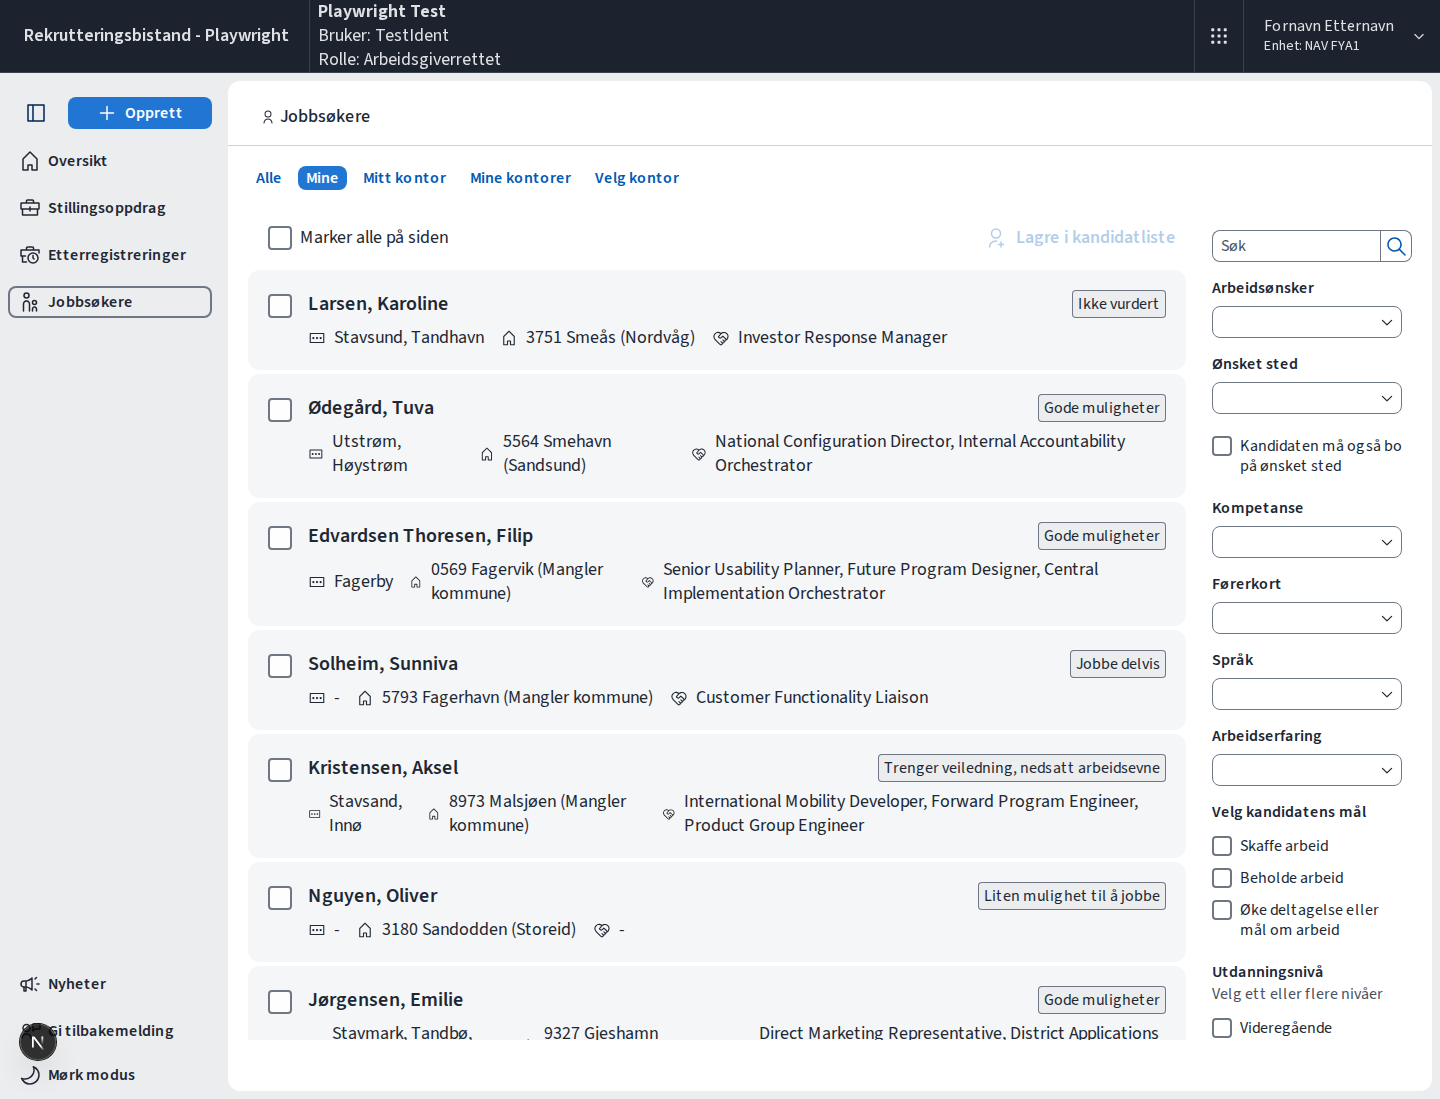 Rekrutteringsbistand - Playwright
Playwright Test
Bruker: TestIdent
Rolle: Arbeidsgiverrettet
Fornavn Etternavn
Enhet: NAV FYA1
Opprett
Oversikt
Stillingsoppdrag
Etterregistreringer
Jobbsøkere
Nyheter
Gi tilbakemelding
N
Mørk modus
Jobbsøkere
Alle
Mine
Mitt kontor
Mine kontorer
Velg kontor
Marker alle på siden
Lagre i kandidatliste
Larsen, Karoline
Ikke vurdert
Stavsund, Tandhavn
3751 Smeås (Nordvåg)
Investor Response Manager
Ødegård, Tuva
Gode muligheter
Utstrøm,
Høystrøm
5564 Smehavn
(Sandsund)
National Configuration Director, Internal Accountability
Orchestrator
Edvardsen Thoresen, Filip
Gode muligheter
Fagerby
0569 Fagervik (Mangler
kommune)
Senior Usability Planner, Future Program Designer, Central
Implementation Orchestrator
Solheim, Sunniva
Jobbe delvis
-
5793 Fagerhavn (Mangler kommune)
Customer Functionality Liaison
Kristensen, Aksel
Trenger veiledning, nedsatt arbeidsevne
Stavsand,
Innø
8973 Malsjøen (Mangler
kommune)
International Mobility Developer, Forward Program Engineer,
Product Group Engineer
Nguyen, Oliver
Liten mulighet til å jobbe
-
3180 Sandodden (Storeid)
-
Jørgensen, Emilie
Gode muligheter
Stavmark, Tandbø,
9327 Gjeshamn
Direct Marketing Representative, District Applications
Søk
Arbeidsønsker
Ønsket sted
Kandidaten må også bo
på ønsket sted
Kompetanse
Førerkort
Språk
Arbeidserfaring
Velg kandidatens mål
Skaffe arbeid
Beholde arbeid
Øke deltagelse eller
mål om arbeid
Utdanningsnivå
Velg ett eller flere nivåer
Videregående